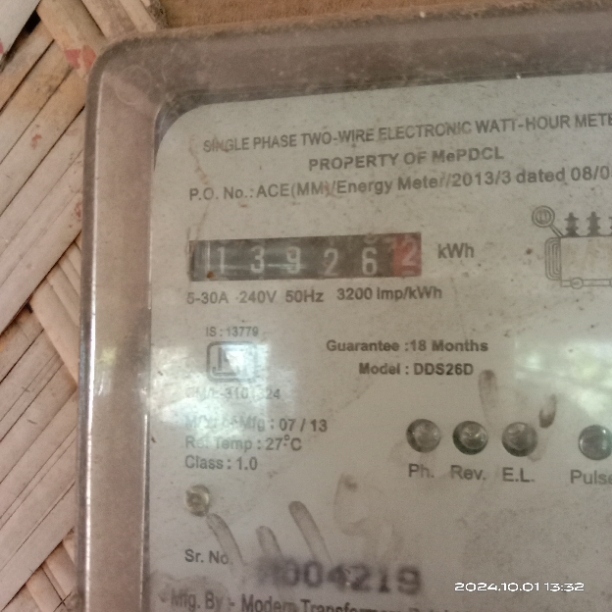 SINGLE PHASE TWO-WIRE ELECTRONIC WATT-HOUR METE
PROPERTY OF MePDCL
P.O. No.:ACE(MM)/Energy Meter/2013/3 dated 08/0
13926 2 kWh
5-30A 240V 50Hz 3200 Imp/kWh
IS : 13779
Guarantee :18 Months
Model : DDS26D
Mfg : 07 / 13
Ref Temp : 27°C
Class : 1.0
Ph. Rev. E.L. Pulse
Sr. No.
004219
Mfg. By :- Modern Transformers
2024.10.01 13:32